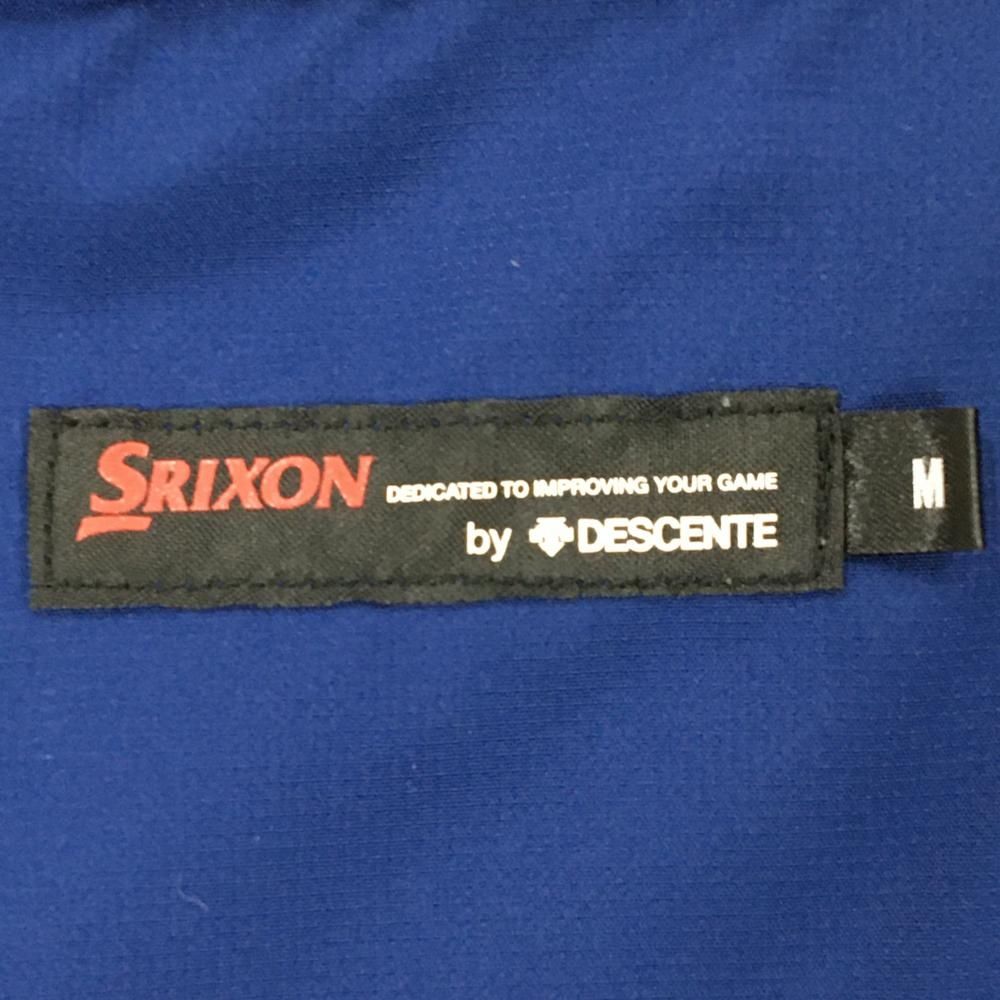 SRIXON DEDICATED TO IMPROVING YOUR GAME
by DESCENTE
M